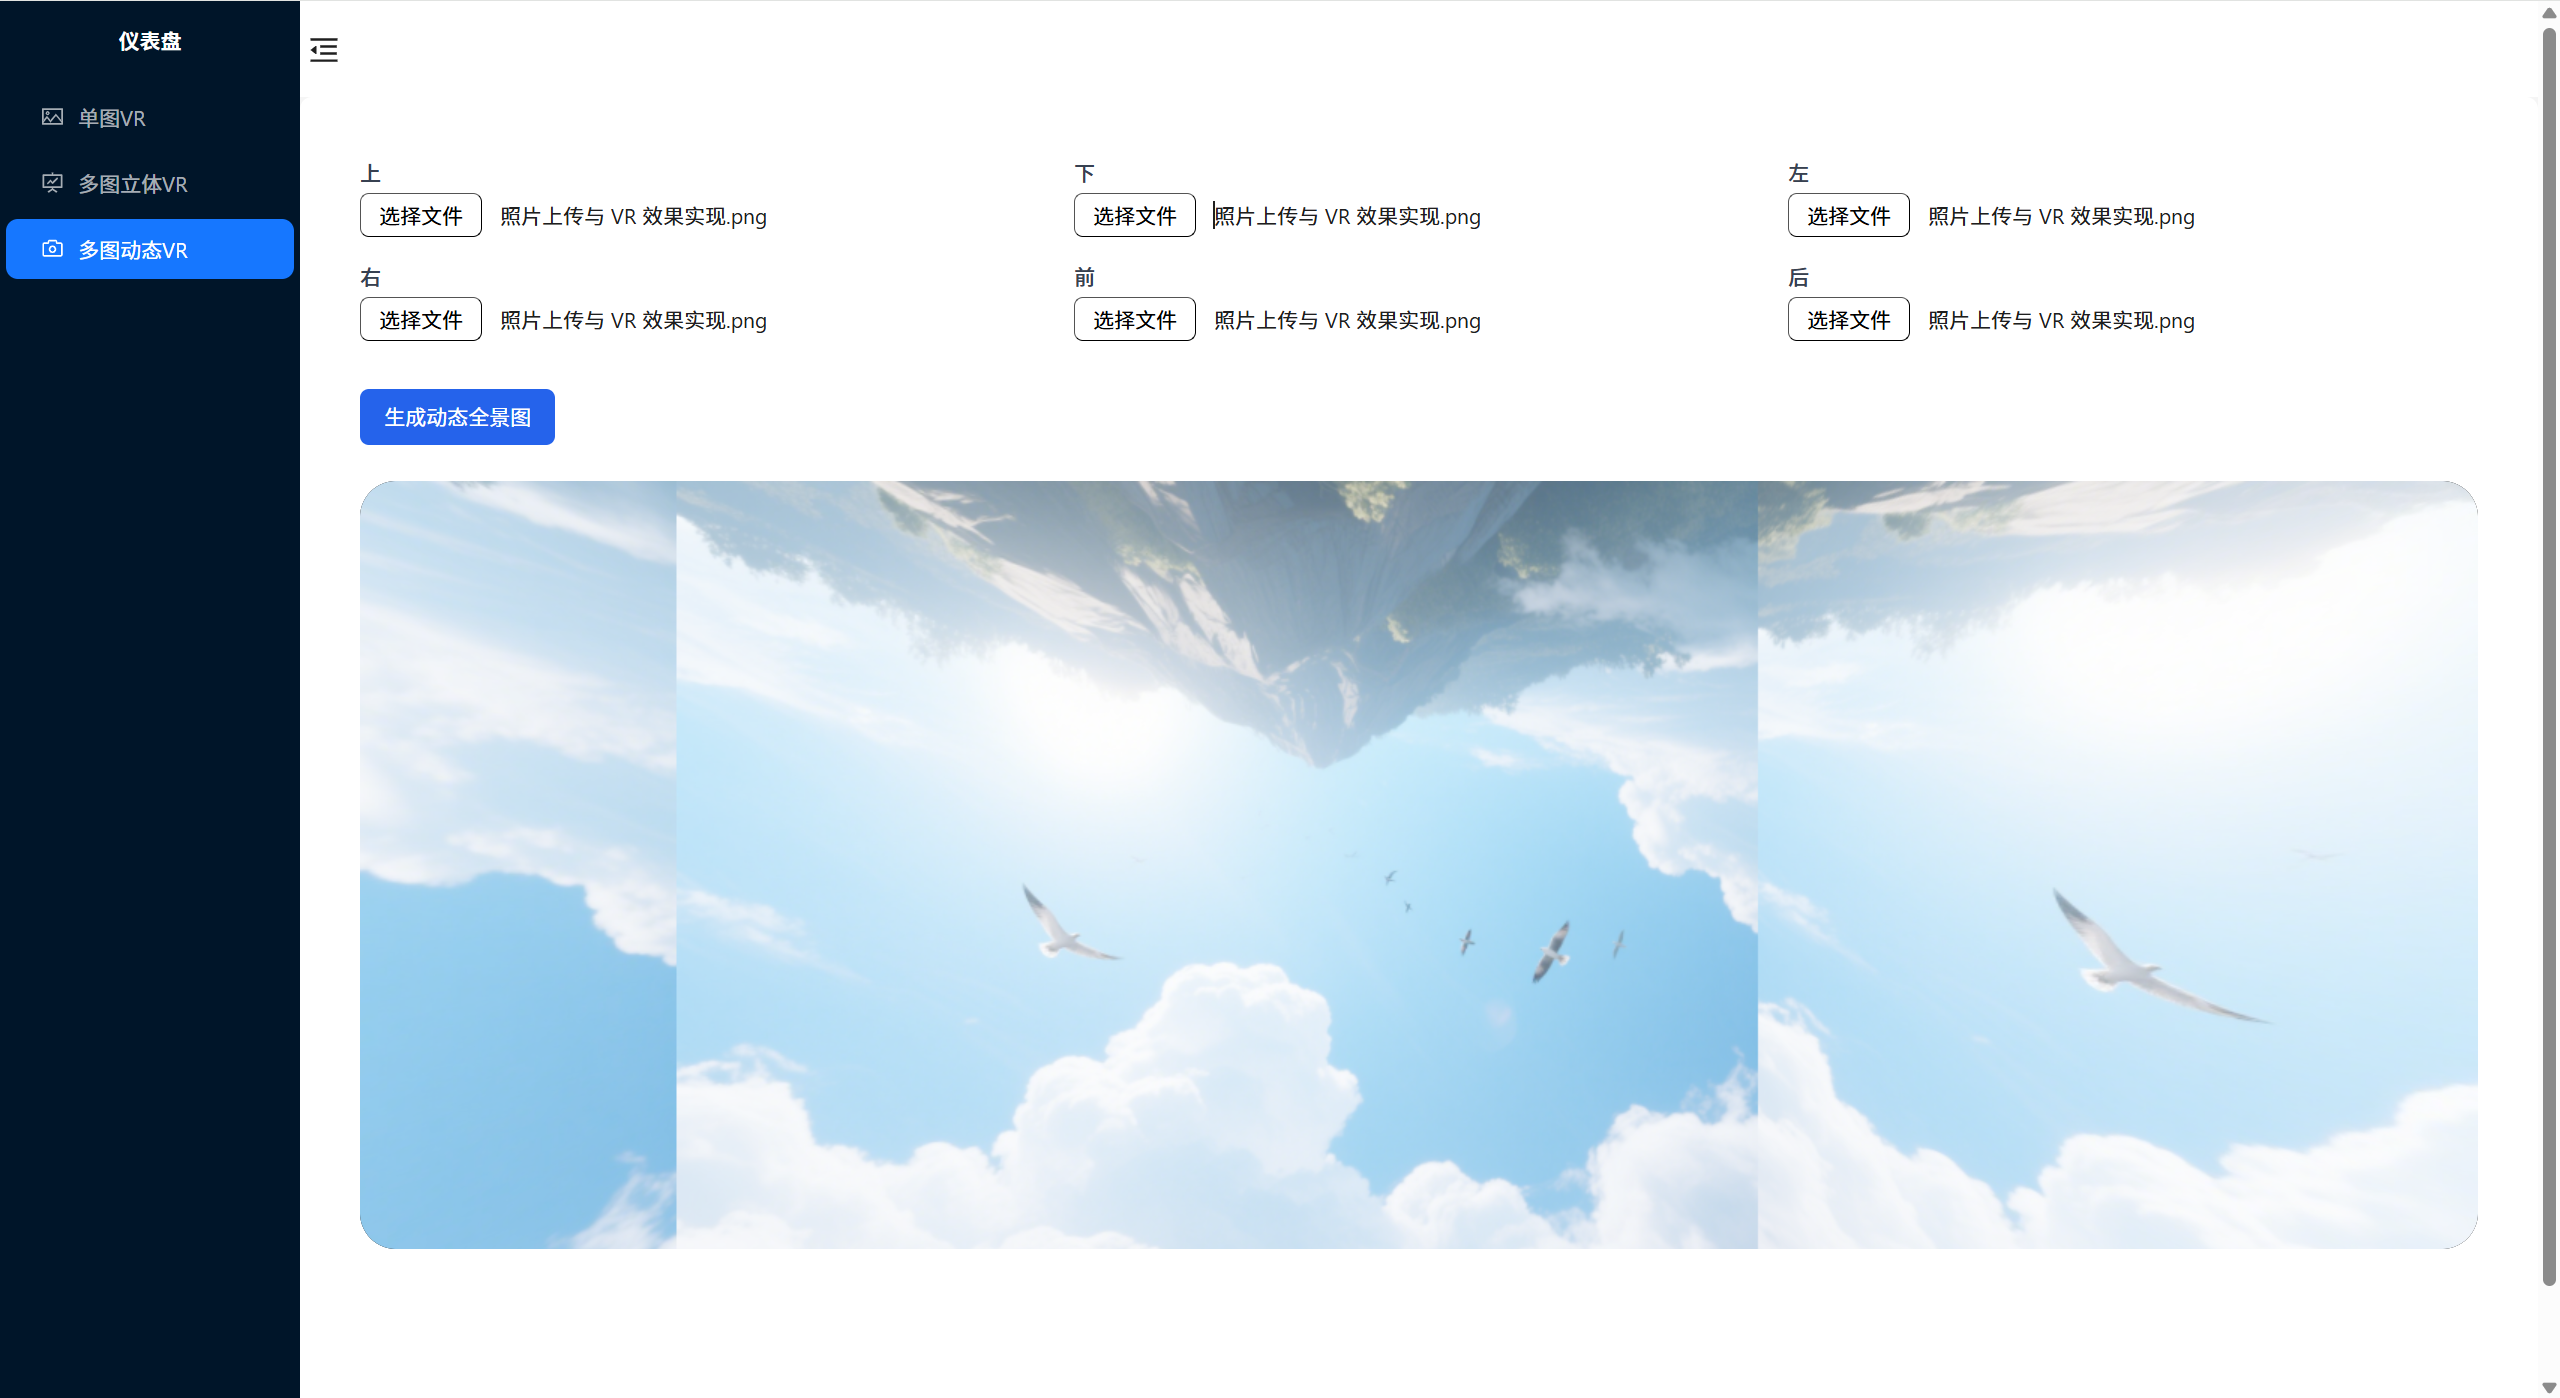 仪表盘
单图VR
多图立体VR
多图动态VR
上
选择文件 照片上传与 VR 效果实现.png
下
选择文件 照片上传与 VR 效果实现.png
左
选择文件 照片上传与 VR 效果实现.png
右
选择文件 照片上传与 VR 效果实现.png
前
选择文件 照片上传与 VR 效果实现.png
后
选择文件 照片上传与 VR 效果实现.png
生成动态全景图